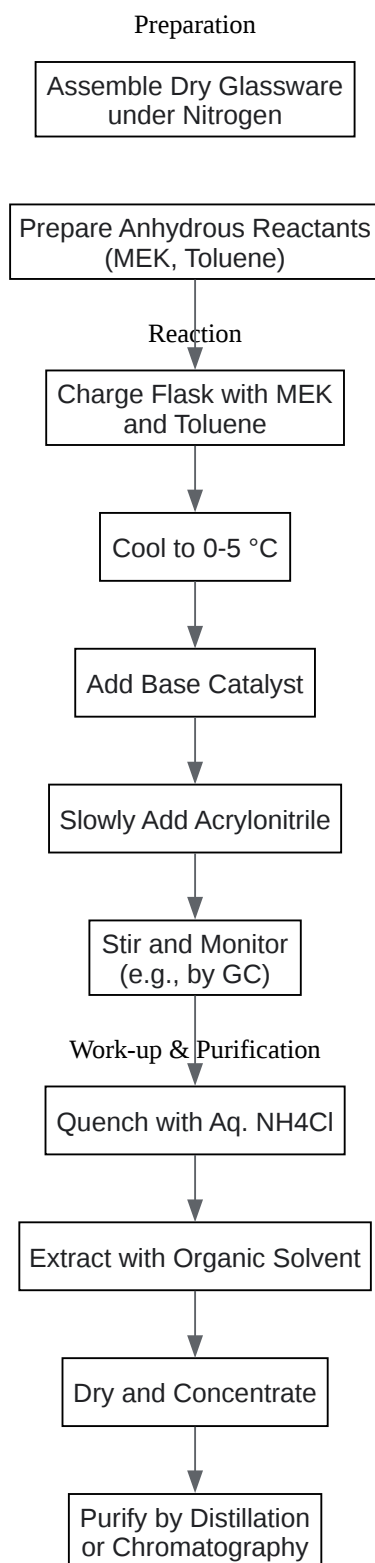 Preparation
Assemble Dry Glassware
under Nitrogen
Prepare Anhydrous Reactants
(MEK, Toluene)
Reaction
Charge Flask with MEK
and Toluene
Cool to 0-5 °C
Add Base Catalyst
Slowly Add Acrylonitrile
Stir and Monitor
(e.g., by GC)
Work-up & Purification
Quench with Aq. NH4Cl
Extract with Organic Solvent
Dry and Concentrate
Purify by Distillation
or Chromatography